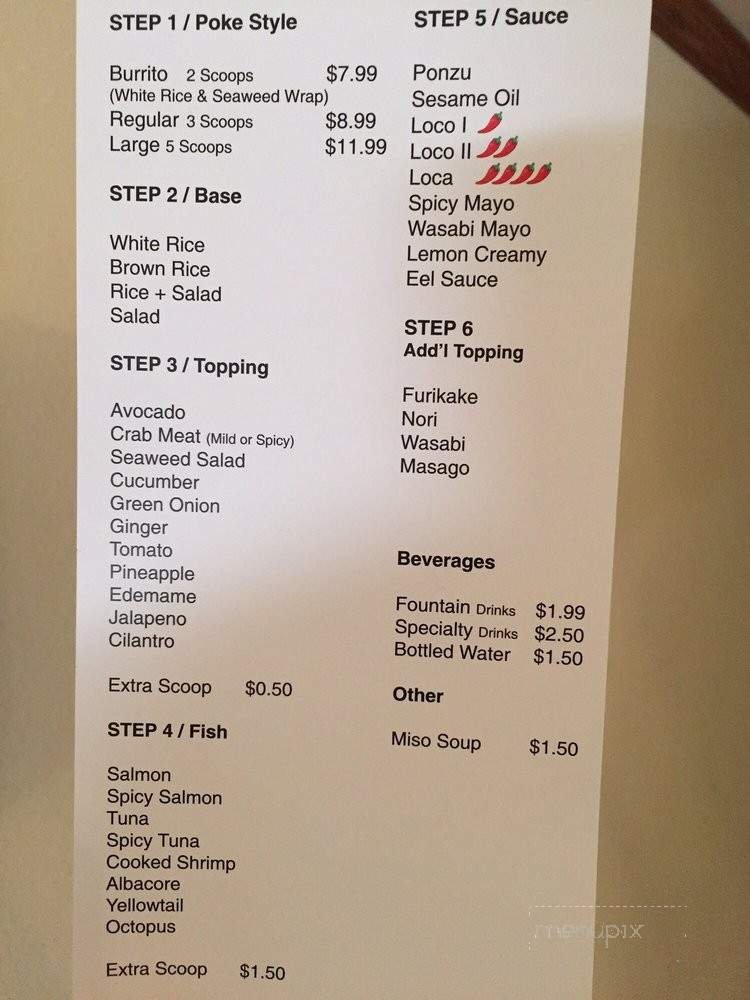 STEP 1 / Poke Style
Burrito 2 Scoops $7.99
(White Rice & Seaweed Wrap)
Regular 3 Scoops $8.99
Large 5 Scoops $11.99
STEP 2 / Base
White Rice
Brown Rice
Rice + Salad
Salad
STEP 3 / Topping
Avocado
Crab Meat (Mild or Spicy)
Seaweed Salad
Cucumber
Green Onion
Ginger
Tomato
Pineapple
Edemame
Jalapeno
Cilantro
Extra Scoop $0.50
STEP 4 / Fish
Salmon
Spicy Salmon
Tuna
Spicy Tuna
Cooked Shrimp
Albacore
Yellowtail
Octopus
Extra Scoop $1.50
STEP 5 / Sauce
Ponzu
Sesame Oil
Loco I
Loco II
Loca
Spicy Mayo
Wasabi Mayo
Lemon Creamy
Eel Sauce
STEP 6
Add'l Topping
Furikake
Nori
Wasabi
Masago
Beverages
Fountain Drinks $1.99
Specialty Drinks $2.50
Bottled Water $1.50
Other
Miso Soup $1.50
menupix